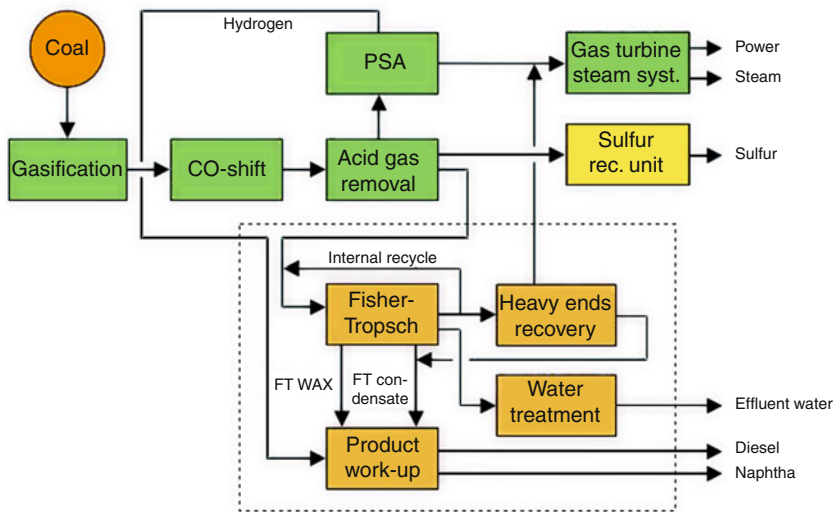 Hydrogen
Coal
PSA
Gas turbine
steam syst.
Power
Steam
Gasification
CO-shift
Acid gas
removal
Sulfur
rec. unit
Sulfur
Internal recycle
Fisher-
Tropsch
Heavy ends
recovery
FT WAX
FT con-
densate
Water
treatment
Effluent water
Product
work-up
Diesel
Naphtha